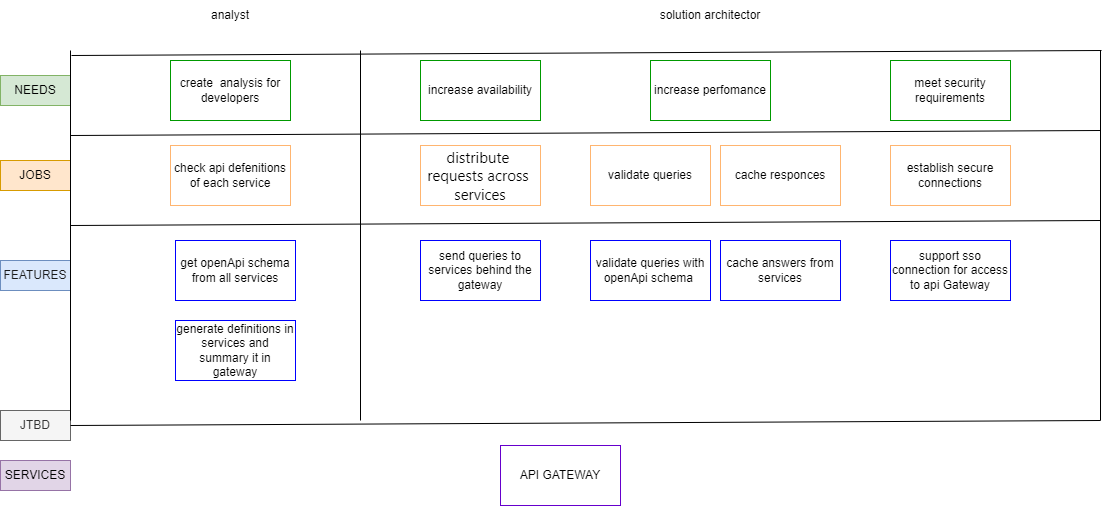 analyst
solution architector
NEEDS
create  analysis for
developers
increase availability
increase perfomance
meet security
requirements
JOBS
check api defenitions
of each service
distribute
requests across
services
validate queries
cache responces
establish secure
connections
FEATURES
get openApi schema
from all services
send queries to
services behind the
gateway
validate queries with
openApi schema
cache answers from
services
support sso
connection for access
to api Gateway
generate definitions in
services and
summary it in
gateway
JTBD
SERVICES
API GATEWAY